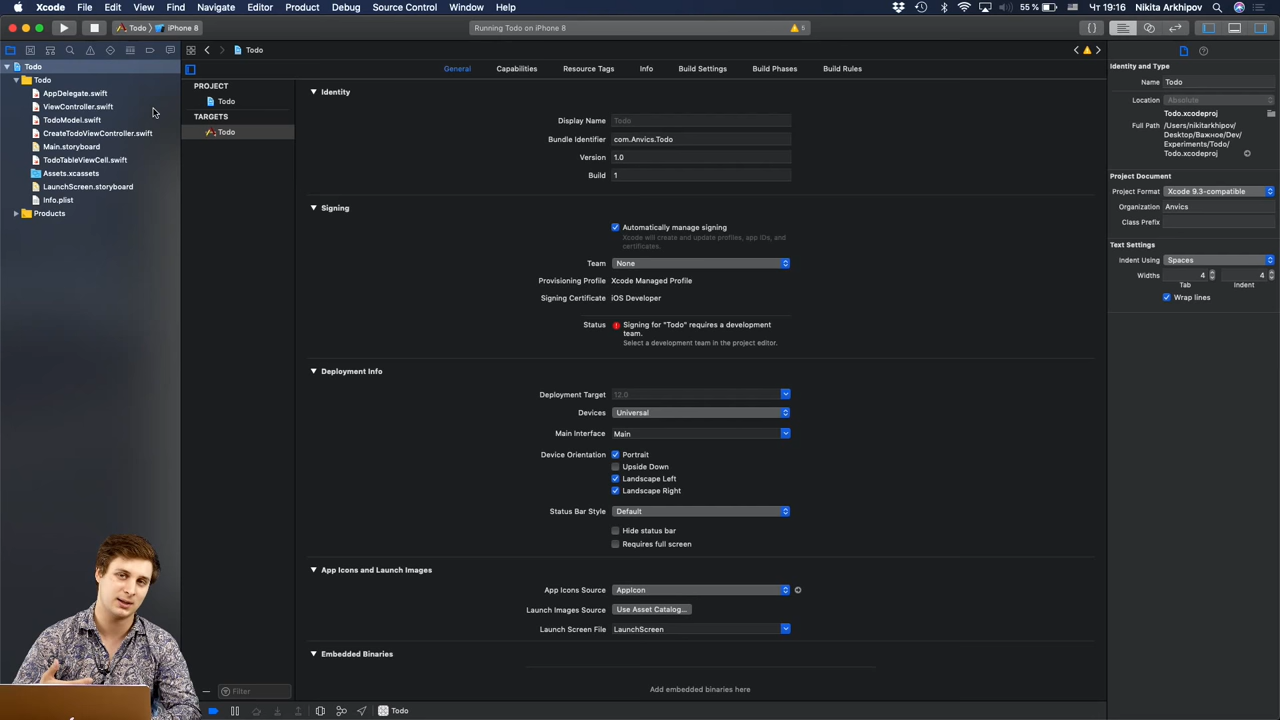 Xcode File Edit View Find Navigate Editor Product Debug Source Control Window Help 55 % Чт 19:16 Nikita Arkhipov
Todo iPhone 8
Running Todo on iPhone 8
5
Todo
Todo
AppDelegate.swift
ViewController.swift
TodoModel.swift
CreateTodoViewController.swift
Main.storyboard
TodoTableViewCell.swift
Assets.xcassets
LaunchScreen.storyboard
Info.plist
Products
Todo
General Capabilities Resource Tags Info Build Settings Build Phases Build Rules
PROJECT
Todo
TARGETS
Todo
Filter
Identity
Display Name Todo
Bundle Identifier com.Anvics.Todo
Version 1.0
Build 1
Signing
Automatically manage signing
Xcode will create and update profiles, app IDs, and
certificates.
Team None
Provisioning Profile Xcode Managed Profile
Signing Certificate iOS Developer
Status Signing for "Todo" requires a development
team.
Select a development team in the project editor.
Deployment Info
Deployment Target 12.0
Devices Universal
Main Interface Main
Device Orientation Portrait
Upside Down
Landscape Left
Landscape Right
Status Bar Style Default
Hide status bar
Requires full screen
App Icons and Launch Images
App Icons Source AppIcon
Launch Images Source Use Asset Catalog...
Launch Screen File LaunchScreen
Embedded Binaries
Add embedded binaries here
Todo
Identity and Type
Name Todo
Location Absolute
Todo.xcodeproj
Full Path /Users/nikitarkhipov/
Desktop/Важное/Dev/
Experiments/Todo/
Todo.xcodeproj
Project Document
Project Format Xcode 9.3-compatible
Organization Anvics
Class Prefix
Text Settings
Indent Using Spaces
Widths 4 4
Tab Indent
Wrap lines